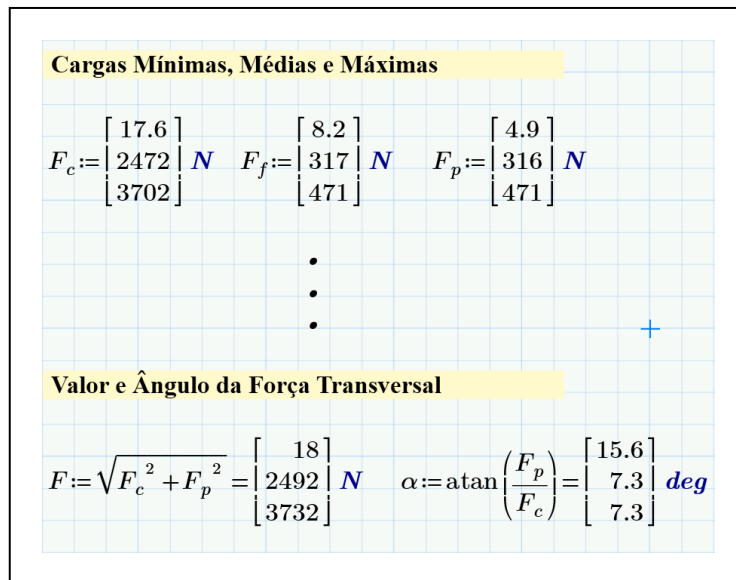 Cargas Mínimas, Médias e Máximas
F_c := [17.6 2472 3702] N F_f := [8.2 317 471] N F_p := [4.9 316 471] N
Valor e Ângulo da Força Transversal
F := √(F_c² + F_p²) = [18 2492 3732] N α := atan(F_p/F_c) = [15.6 7.3 7.3] deg